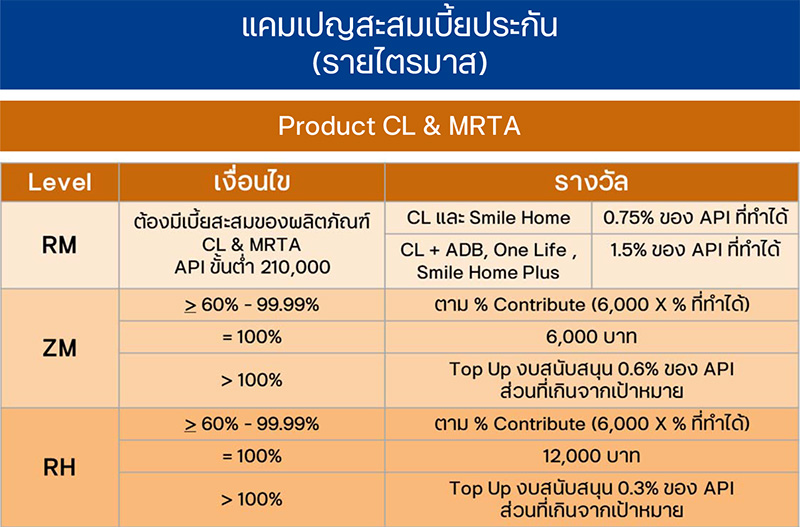 แคมเปญสะสมเบี้ยประกัน
(รายไตรมาส)
Product CL & MRTA
Level
เงื่อนไข
รางวัล
RM
ต้องมีเบี้ยสะสมของผลิตภัณฑ์
CL & MRTA
API ขั้นต่ำ 210,000
CL และ Smile Home
0.75% ของ API ที่ทำได้
CL + ADB, One Life ,
Smile Home Plus
1.5% ของ API ที่ทำได้
ZM
≥ 60% - 99.99%
ตาม % Contribute (6,000 X % ที่ทำได้)
= 100%
6,000 บาท
> 100%
Top Up งบสนับสนุน 0.6% ของ API
ส่วนที่เกินจากเป้าหมาย
RH
≥ 60% - 99.99%
ตาม % Contribute (6,000 X % ที่ทำได้)
= 100%
12,000 บาท
> 100%
Top Up งบสนับสนุน 0.3% ของ API
ส่วนที่เกินจากเป้าหมาย